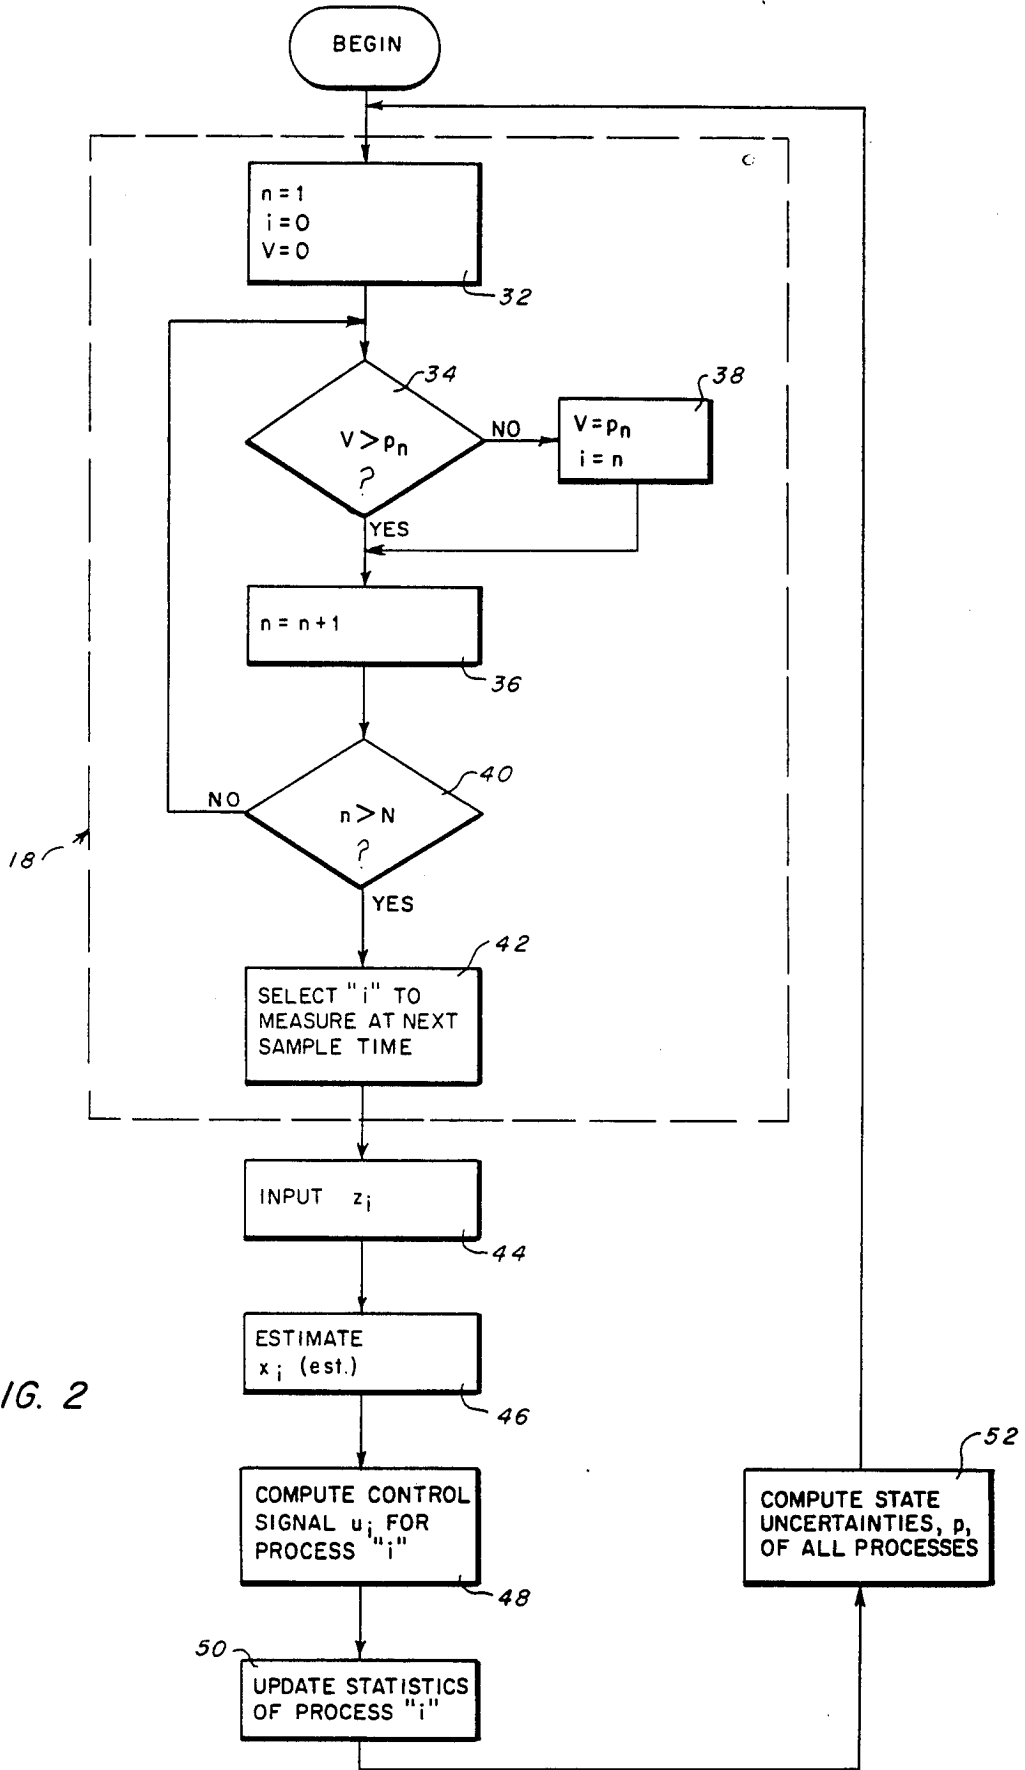 BEGIN
n = 1
i = 0
V = 0
32
34
V > pn
?
NO
38
V = pn
i = n
YES
n = n + 1
36
40
n > N
?
NO
YES
18
42
SELECT "i" TO
MEASURE AT NEXT
SAMPLE TIME
INPUT zi
44
ESTIMATE
xi (est.)
46
IG. 2
COMPUTE CONTROL
SIGNAL ui FOR
PROCESS "i"
48
52
COMPUTE STATE
UNCERTAINTIES, p,
OF ALL PROCESSES
50
UPDATE STATISTICS
OF PROCESS "i"